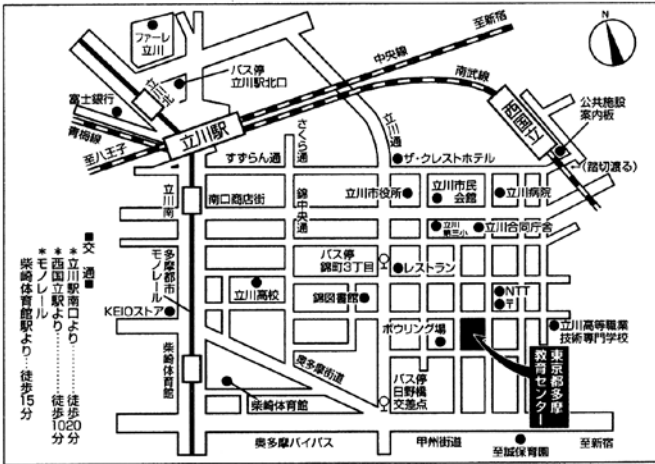 至新宿
中央線
南武線
N
ファーレ
立川
バス停
立川駅北口
立川北
富士銀行
青梅線
至八王子
立川駅
西国立
公共施設
案内板
(踏切渡る)
すずらん通
さくら通
立川通
ザ・クレストホテル
立川南
南口商店街
錦中央通
立川市役所
立川市民
会館
立川病院
立川
第三小
立川合同庁舎
バス停
錦町3丁目
レストラン
多摩都市
モノレール
立川高校
錦図書館
NTT
〒
KEIOストア
ボウリング場
立川高等職業
技術専門学校
柴崎体育館
奥多摩街道
柴崎体育館
バス停
日野橋
交差点
東京都多摩
教育センター
奥多摩バイパス
甲州街道
至誠保育園
至新宿
■交 通■
*立川駅南口より……徒歩20分
*西国立駅より………徒歩10分
*モノレール
柴崎体育館駅より…徒歩15分